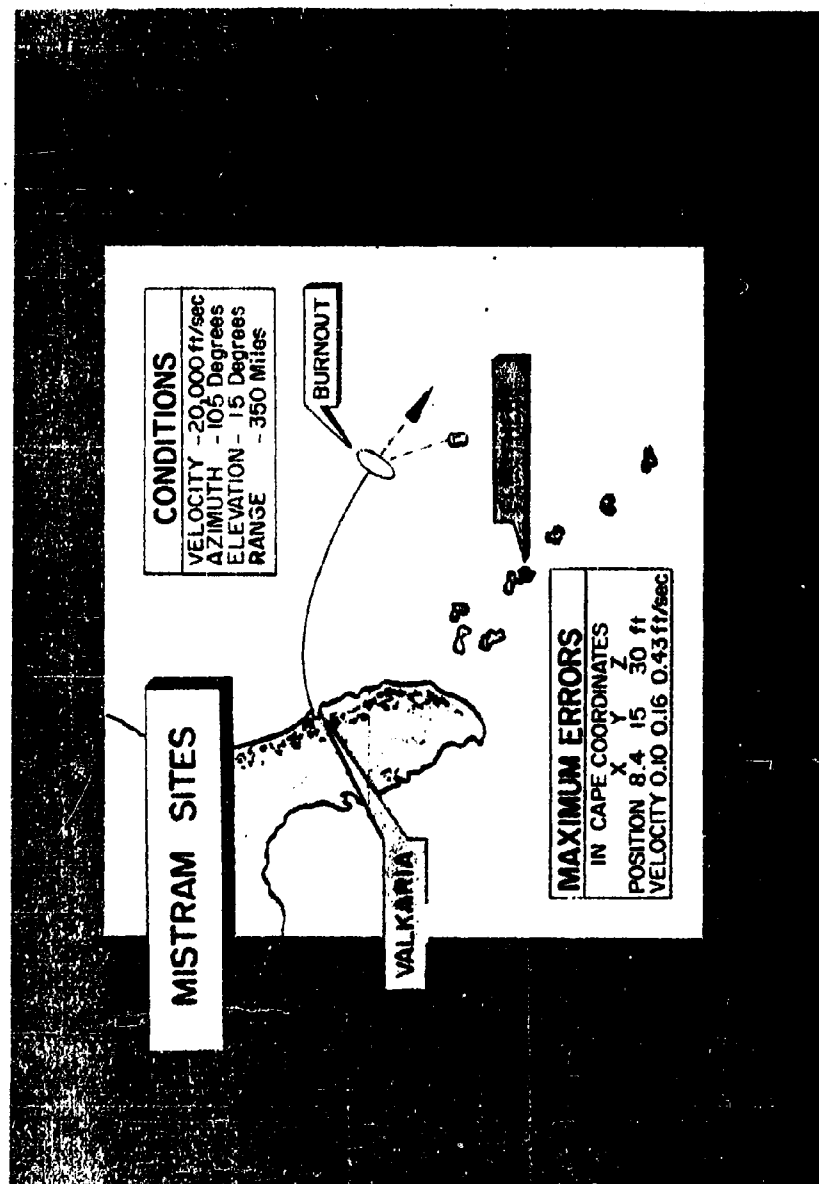 MISTRAM SITES
CONDITIONS
VELOCITY -20,000 ft/sec
AZIMUTH -105 Degrees
ELEVATION- 15 Degrees
RANGE -350 Miles
BURNOUT
VALKARIA
MAXIMUM ERRORS
IN CAPE COORDINATES
X Y Z
POSITION 8.4 15 30 ft
VELOCITY 0.10 0.16 0.43 ft/sec